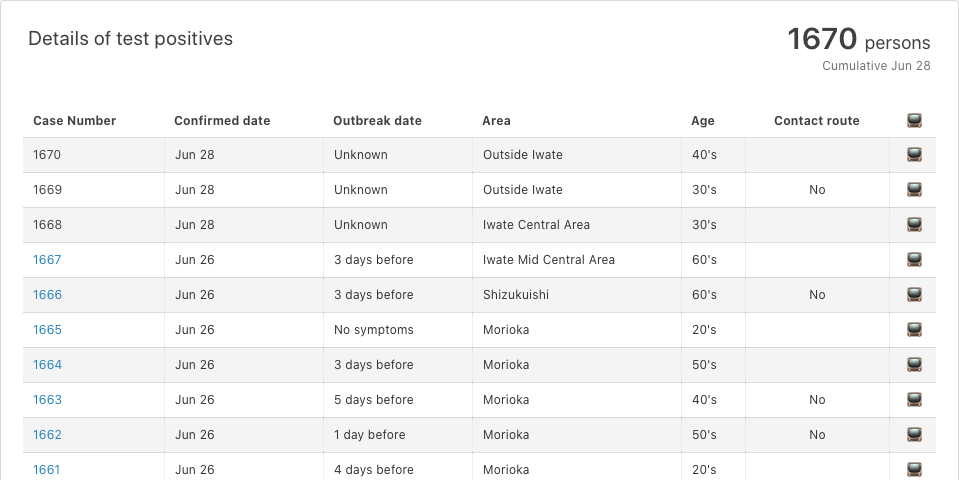 Details of test positives
1670 persons
Cumulative Jun 28
Case Number Confirmed date Outbreak date Area Age Contact route
1670 Jun 28 Unknown Outside Iwate 40's
1669 Jun 28 Unknown Outside Iwate 30's No
1668 Jun 28 Unknown Iwate Central Area 30's
1667 Jun 26 3 days before Iwate Mid Central Area 60's
1666 Jun 26 3 days before Shizukuishi 60's No
1665 Jun 26 No symptoms Morioka 20's
1664 Jun 26 3 days before Morioka 50's
1663 Jun 26 5 days before Morioka 40's No
1662 Jun 26 1 day before Morioka 50's No
1661 Jun 26 4 days before Morioka 20's